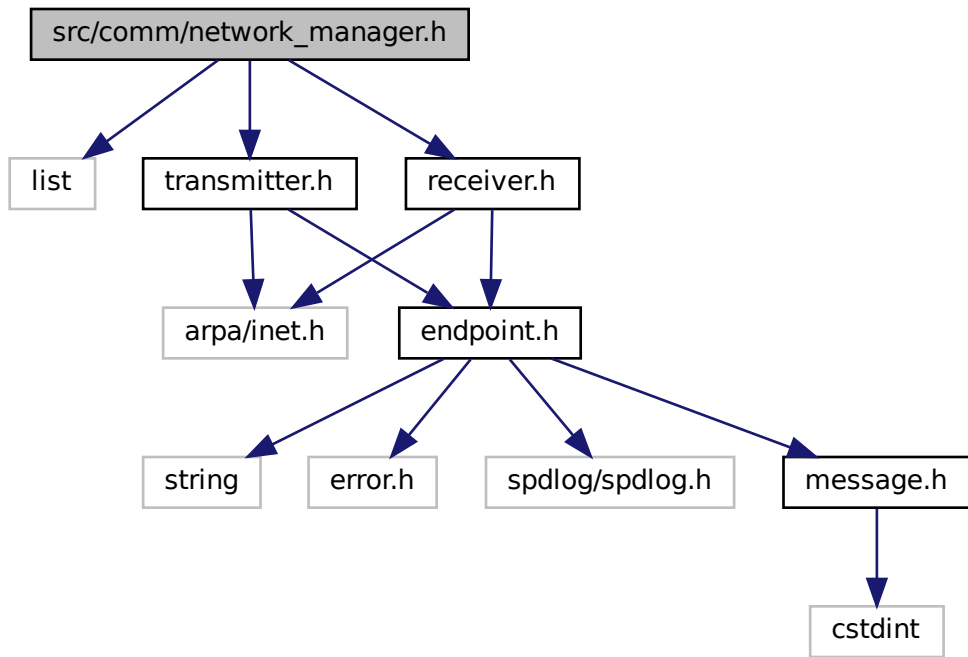 src/comm/network_manager.h
list
transmitter.h
receiver.h
arpa/inet.h
endpoint.h
string
error.h
spdlog/spdlog.h
message.h
cstdint